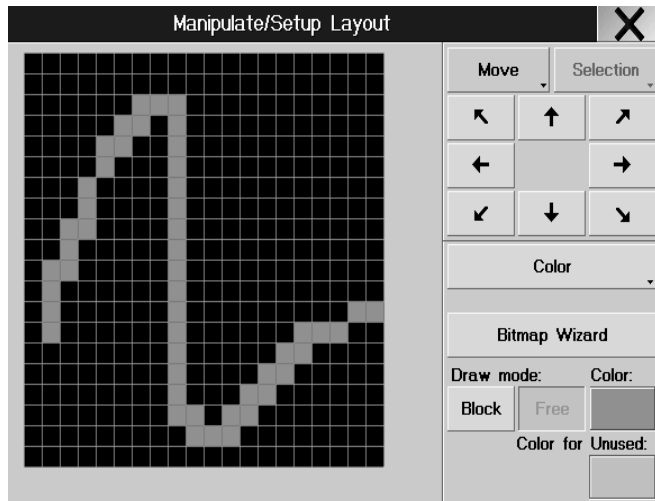 Manipulate/Setup Layout
Move Selection
Color
Bitmap Wizard
Draw mode: Color:
Block Free
Color for Unused: